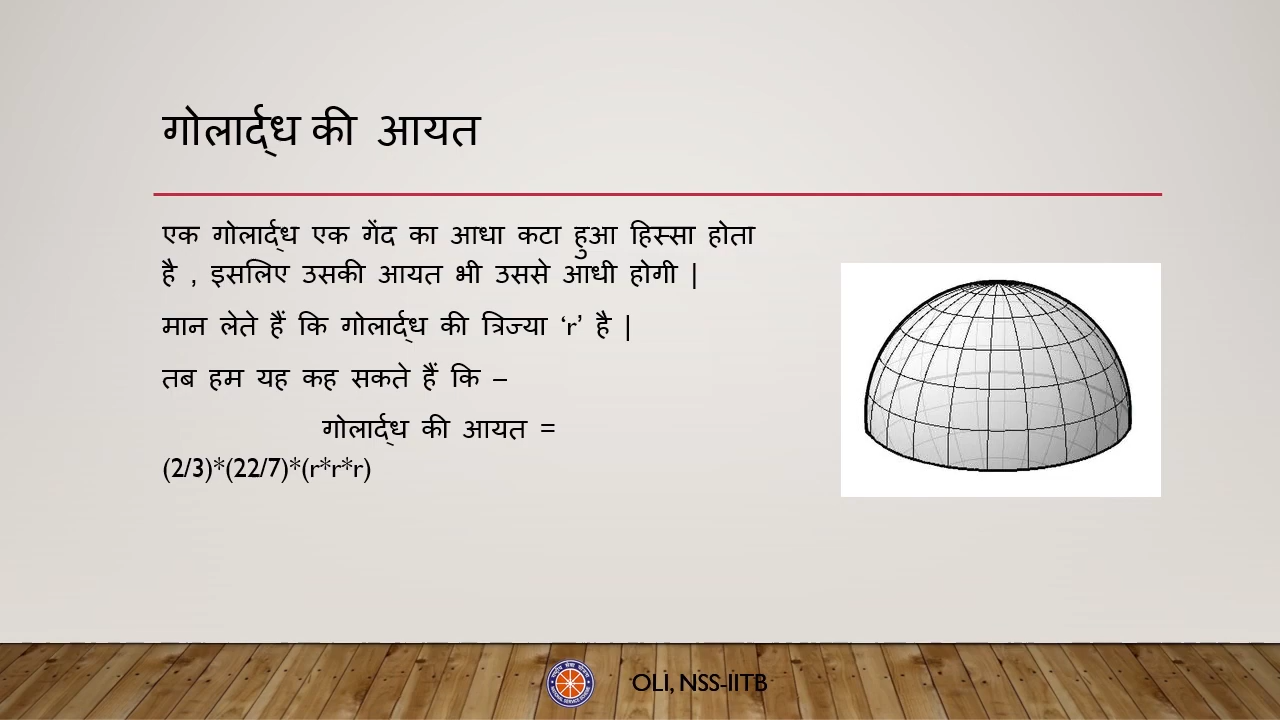 गोलार्द्ध की आयत
एक गोलार्द्ध एक गेंद का आधा कटा हुआ हिस्सा होता
है , इसलिए उसकी आयत भी उससे आधी होगी |
मान लेते हैं कि गोलार्द्ध की त्रिज्या ‘r’ है |
तब हम यह कह सकते हैं कि –
गोलार्द्ध की आयत =
(2/3)*(22/7)*(r*r*r)
OLI, NSS-IITB